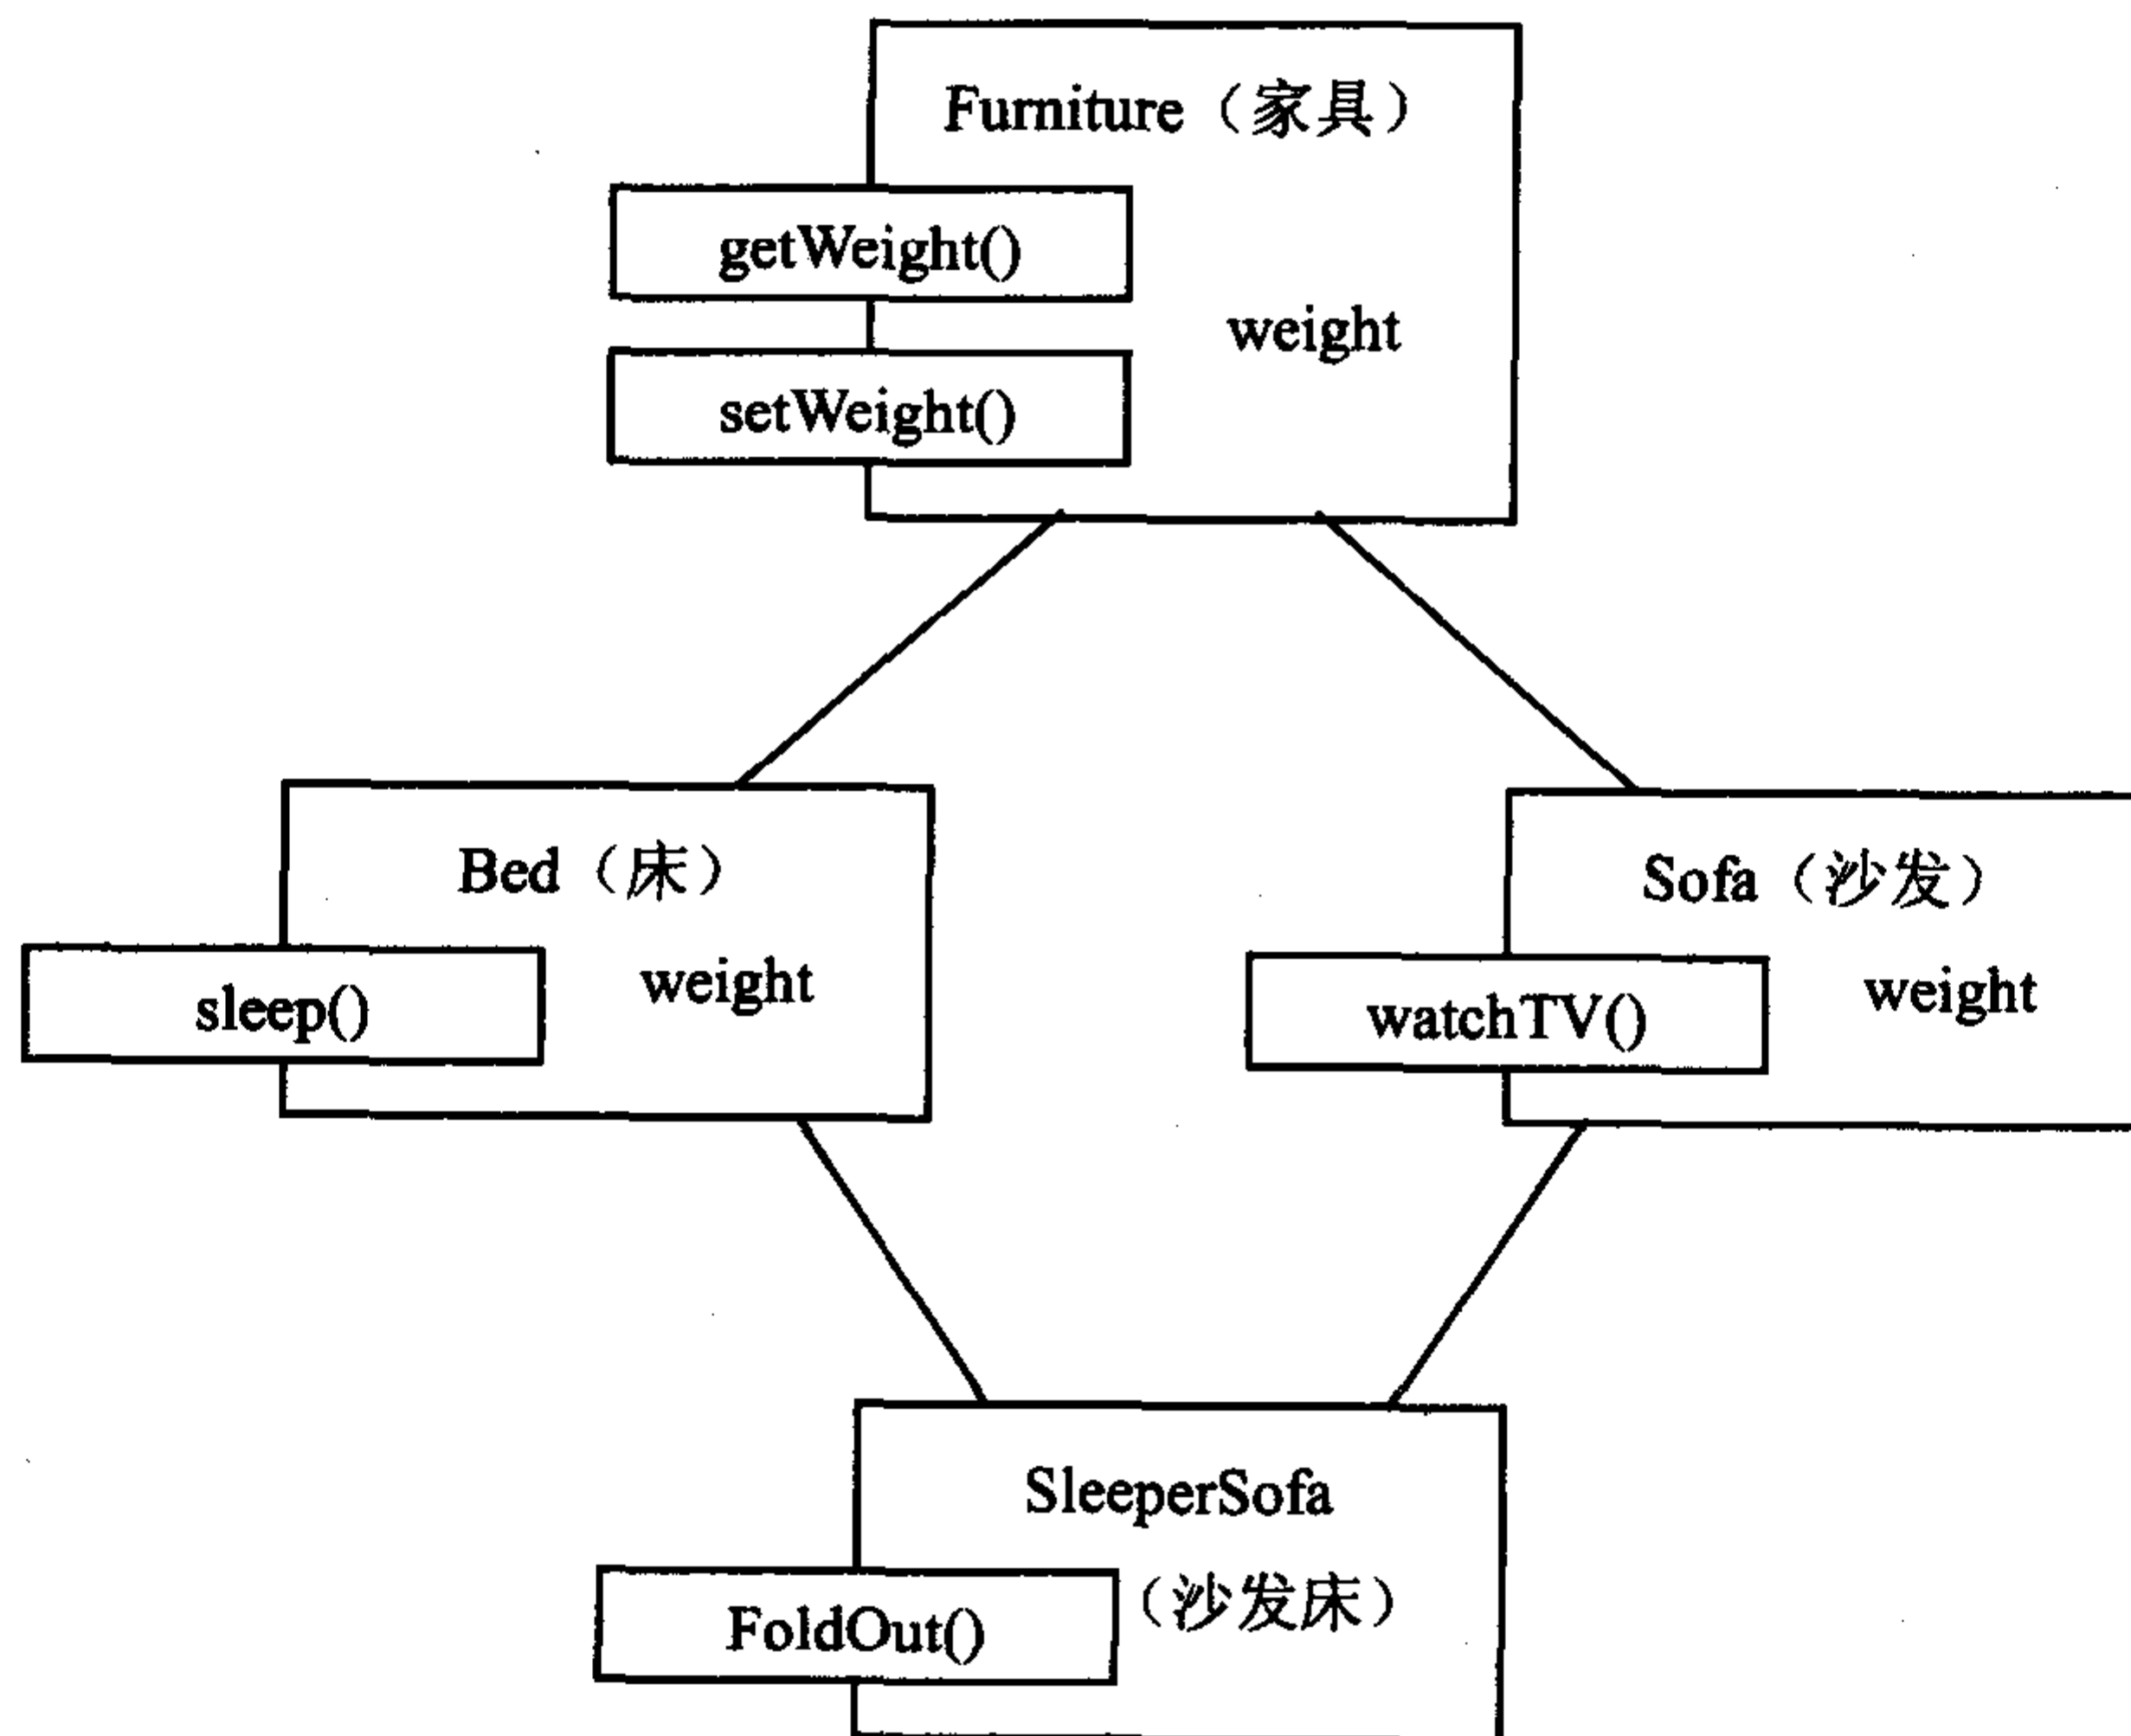 Furniture（家具）
getWeight()
weight
setWeight()
Bed（床）
weight
sleep()
Sofa（沙发）
weight
watchTV()
SleeperSofa
（沙发床）
FoldOut()